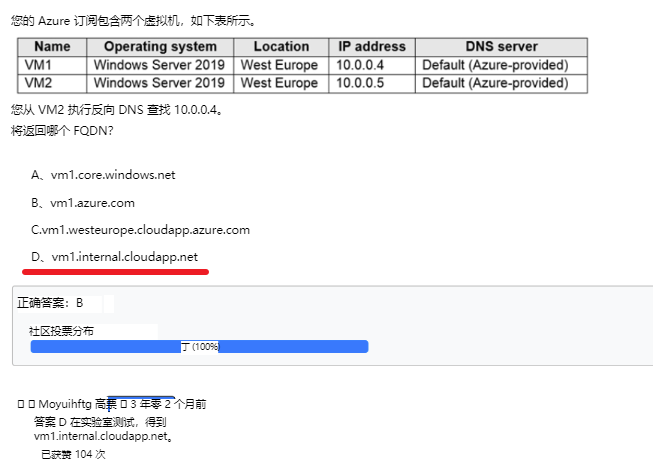 您的 Azure 订阅包含两个虚拟机，如下表所示。
Name Operating system Location IP address DNS server
VM1 Windows Server 2019 West Europe 10.0.0.4 Default (Azure-provided)
VM2 Windows Server 2019 West Europe 10.0.0.5 Default (Azure-provided)
您从 VM2 执行反向 DNS 查找 10.0.0.4。
将返回哪个 FQDN?
A、vm1.core.windows.net
B、vm1.azure.com
C.vm1.westeurope.cloudapp.azure.com
D、vm1.internal.cloudapp.net
正确答案：B
社区投票分布
丁 (100%)
Moyuihftg 高票 3 年零 2 个月前
答案 D 在实验室测试，得到
vm1.internal.cloudapp.net。
已获赞 104 次